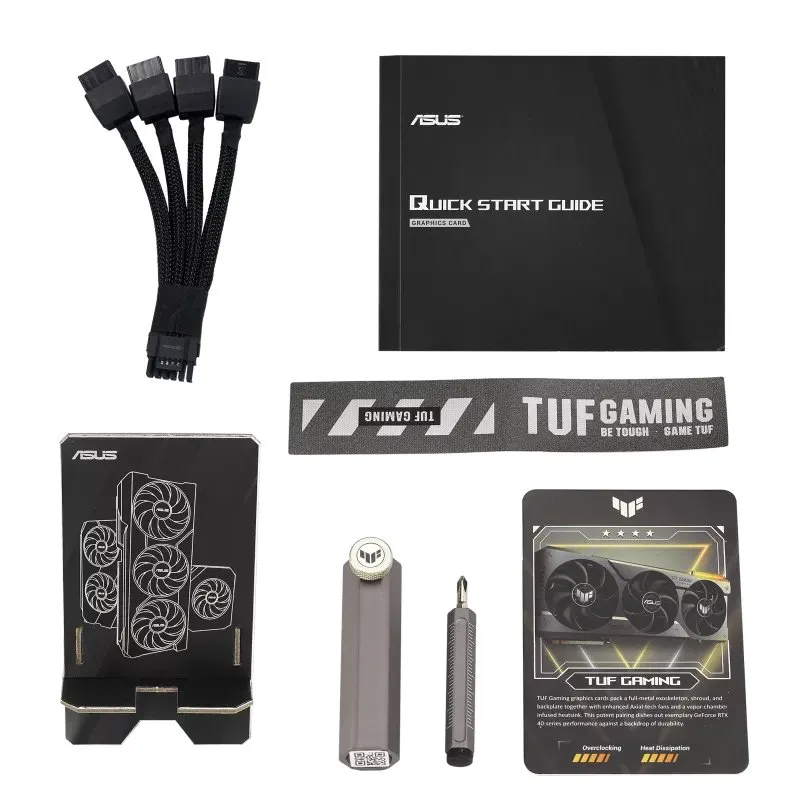 ASUS
QUICK START GUIDE
GRAPHICS CARD
TUF GAMING
TUF GAMING
BE TOUGH · GAME TUF
ASUS
ASUS
ASUS
TUF GAMING
TUF Gaming graphics cards pack a full-metal exoskeleton, shroud, and
backplate together with enhanced Axial-tech fans and a vapor-chamber
infused heatsink. This potent pairing dishes out exemplary GeForce RTX
40-series performance against a backdrop of durability.
Overclocking
Heat Dissipation